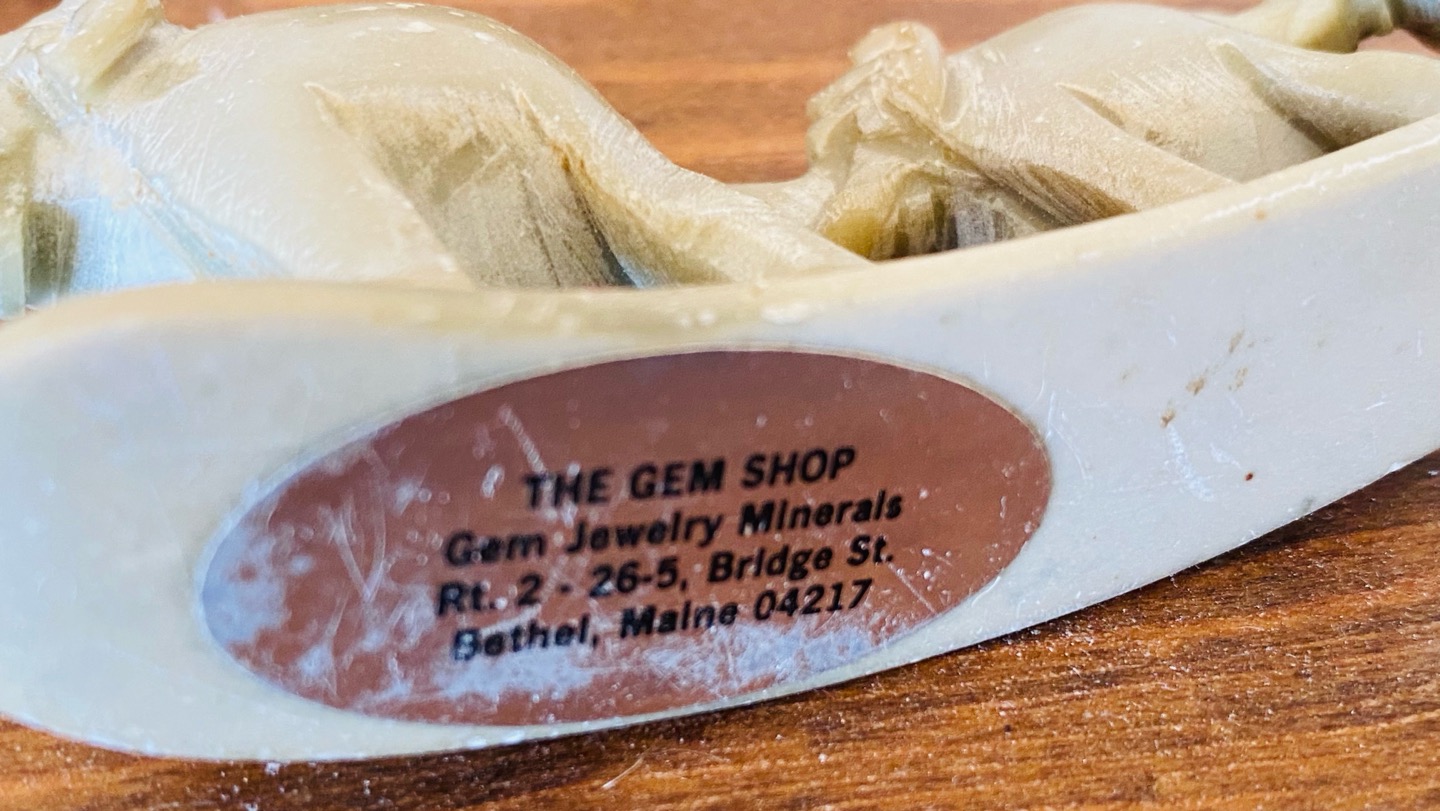 THE GEM SHOP
Gem Jewelry Minerals
Rt. 2 - 26-5, Bridge St.
Bethel, Maine 04217